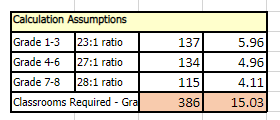 Calculation Assumptions
Grade 1-3 23:1 ratio 137 5.96
Grade 4-6 27:1 ratio 134 4.96
Grade 7-8 28:1 ratio 115 4.11
Classrooms Required - Gra 386 15.03